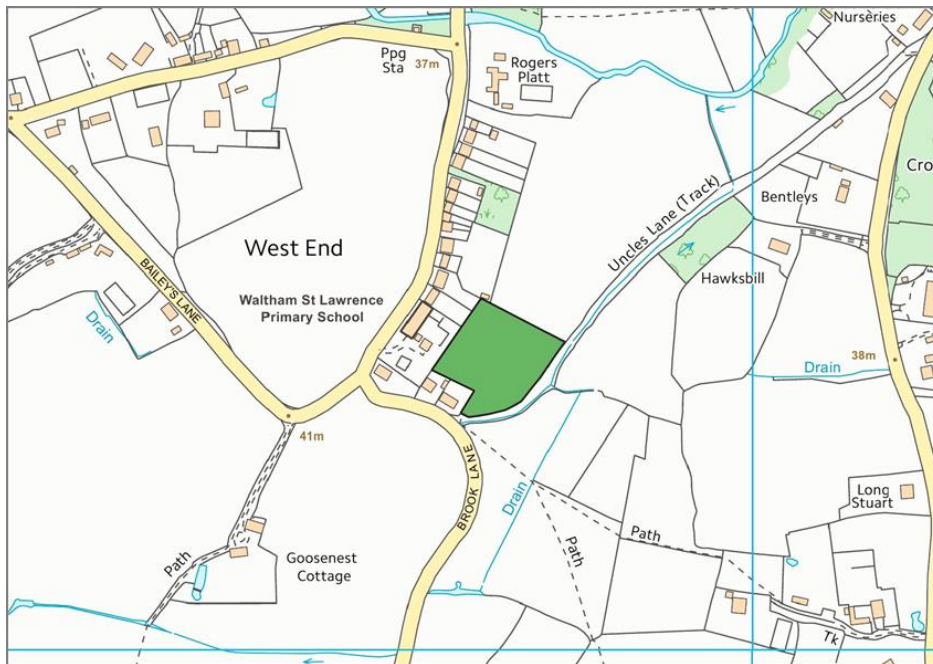 Nurseries
Ppg
Sta
37m
Rogers
Platt
Cro
Uncles Lane (Track)
Bentleys
West End
Hawksbill
BAILEY'S LANE
Waltham St Lawrence
Primary School
Drain
38m
Drain
41m
BROOK LANE
Drain
Long
Stuart
Path
Path
Goosenest
Cottage
Path
Tk